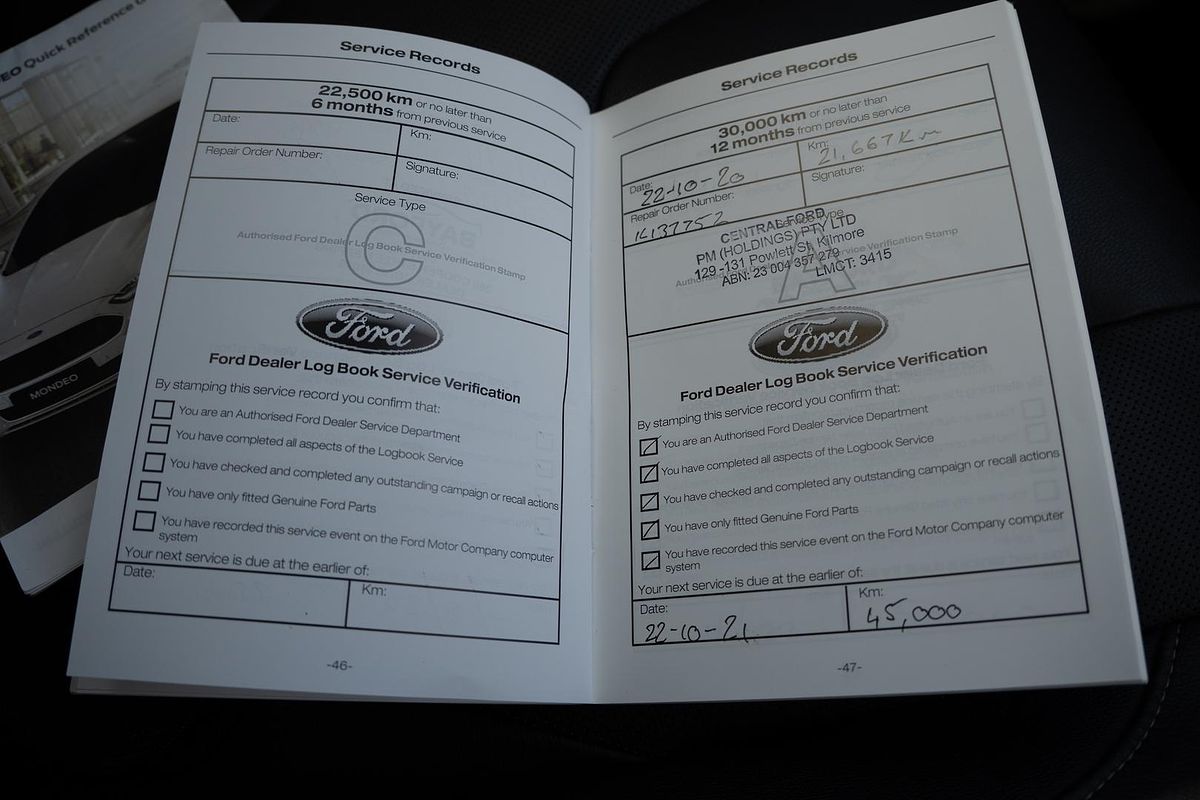 EO Quick Reference G
MONDEO
Service Records
22,500 km or no later than
6 months from previous service
Date:
Km:
Repair Order Number:
Signature:
Service Type
C
Authorised Ford Dealer Log Book Service Verification Stamp
Ford
Ford Dealer Log Book Service Verification
By stamping this service record you confirm that:
You are an Authorised Ford Dealer Service Department
You have completed all aspects of the Logbook Service
You have checked and completed any outstanding campaign or recall actions
You have only fitted Genuine Ford Parts
You have recorded this service event on the Ford Motor Company computer
system
Your next service is due at the earlier of:
Date:
Km:
-46-
Service Records
30,000 km or no later than
12 months from previous service
Date:
22-10-20
Km:
21,667Km
Repair Order Number:
Signature:
Service Type
CENTRAL FORD
PM (HOLDINGS) PTY LTD
129-131 Powlett St, Kilmore
ABN: 23 004 357 279
LMCT: 3415
A
Service Verification Stamp
Ford
Ford Dealer Log Book Service Verification
By stamping this service record you confirm that:
You are an Authorised Ford Dealer Service Department
You have completed all aspects of the Logbook Service
You have checked and completed any outstanding campaign or recall actions
You have only fitted Genuine Ford Parts
You have recorded this service event on the Ford Motor Company computer
system
Your next service is due at the earlier of:
Date:
22-10-21
Km:
45,000
-47-